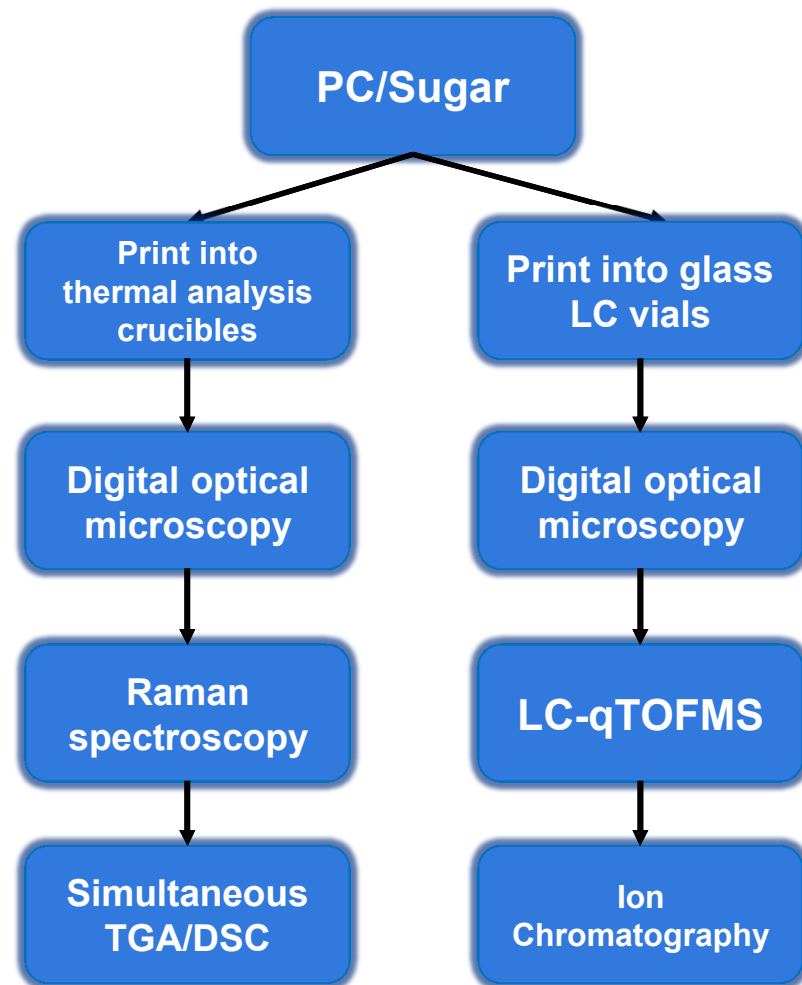 PC/Sugar
Print into
thermal analysis
crucibles
Print into glass
LC vials
Digital optical
microscopy
Digital optical
microscopy
Raman
spectroscopy
LC-qTOFMS
Simultaneous
TGA/DSC
Ion
Chromatography